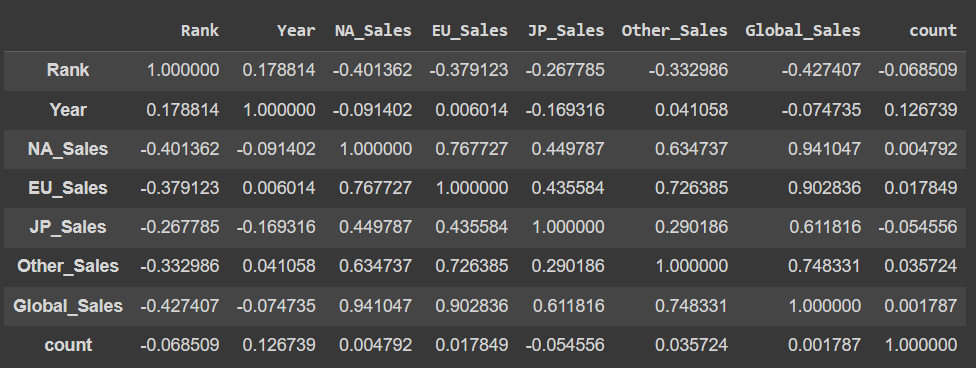 Rank Year NA_Sales EU_Sales JP_Sales Other_Sales Global_Sales count
Rank 1.000000 0.178814 -0.401362 -0.379123 -0.267785 -0.332986 -0.427407 -0.068509
Year 0.178814 1.000000 -0.091402 0.006014 -0.169316 0.041058 -0.074735 0.126739
NA_Sales -0.401362 -0.091402 1.000000 0.767727 0.449787 0.634737 0.941047 0.004792
EU_Sales -0.379123 0.006014 0.767727 1.000000 0.435584 0.726385 0.902836 0.017849
JP_Sales -0.267785 -0.169316 0.449787 0.435584 1.000000 0.290186 0.611816 -0.054556
Other_Sales -0.332986 0.041058 0.634737 0.726385 0.290186 1.000000 0.748331 0.035724
Global_Sales -0.427407 -0.074735 0.941047 0.902836 0.611816 0.748331 1.000000 0.001787
count -0.068509 0.126739 0.004792 0.017849 -0.054556 0.035724 0.001787 1.000000